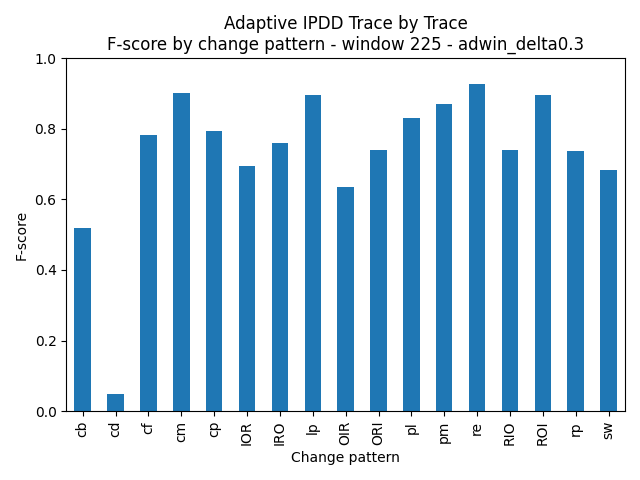 Adaptive IPDD Trace by Trace
F-score by change pattern - window 225 - adwin_delta0.3
1.0
0.8
0.6
0.4
0.2
0.0
F-score
cb cd cf cm cp IOR IRO lp OIR ORI pl pm re RIO ROI rp sw
Change pattern